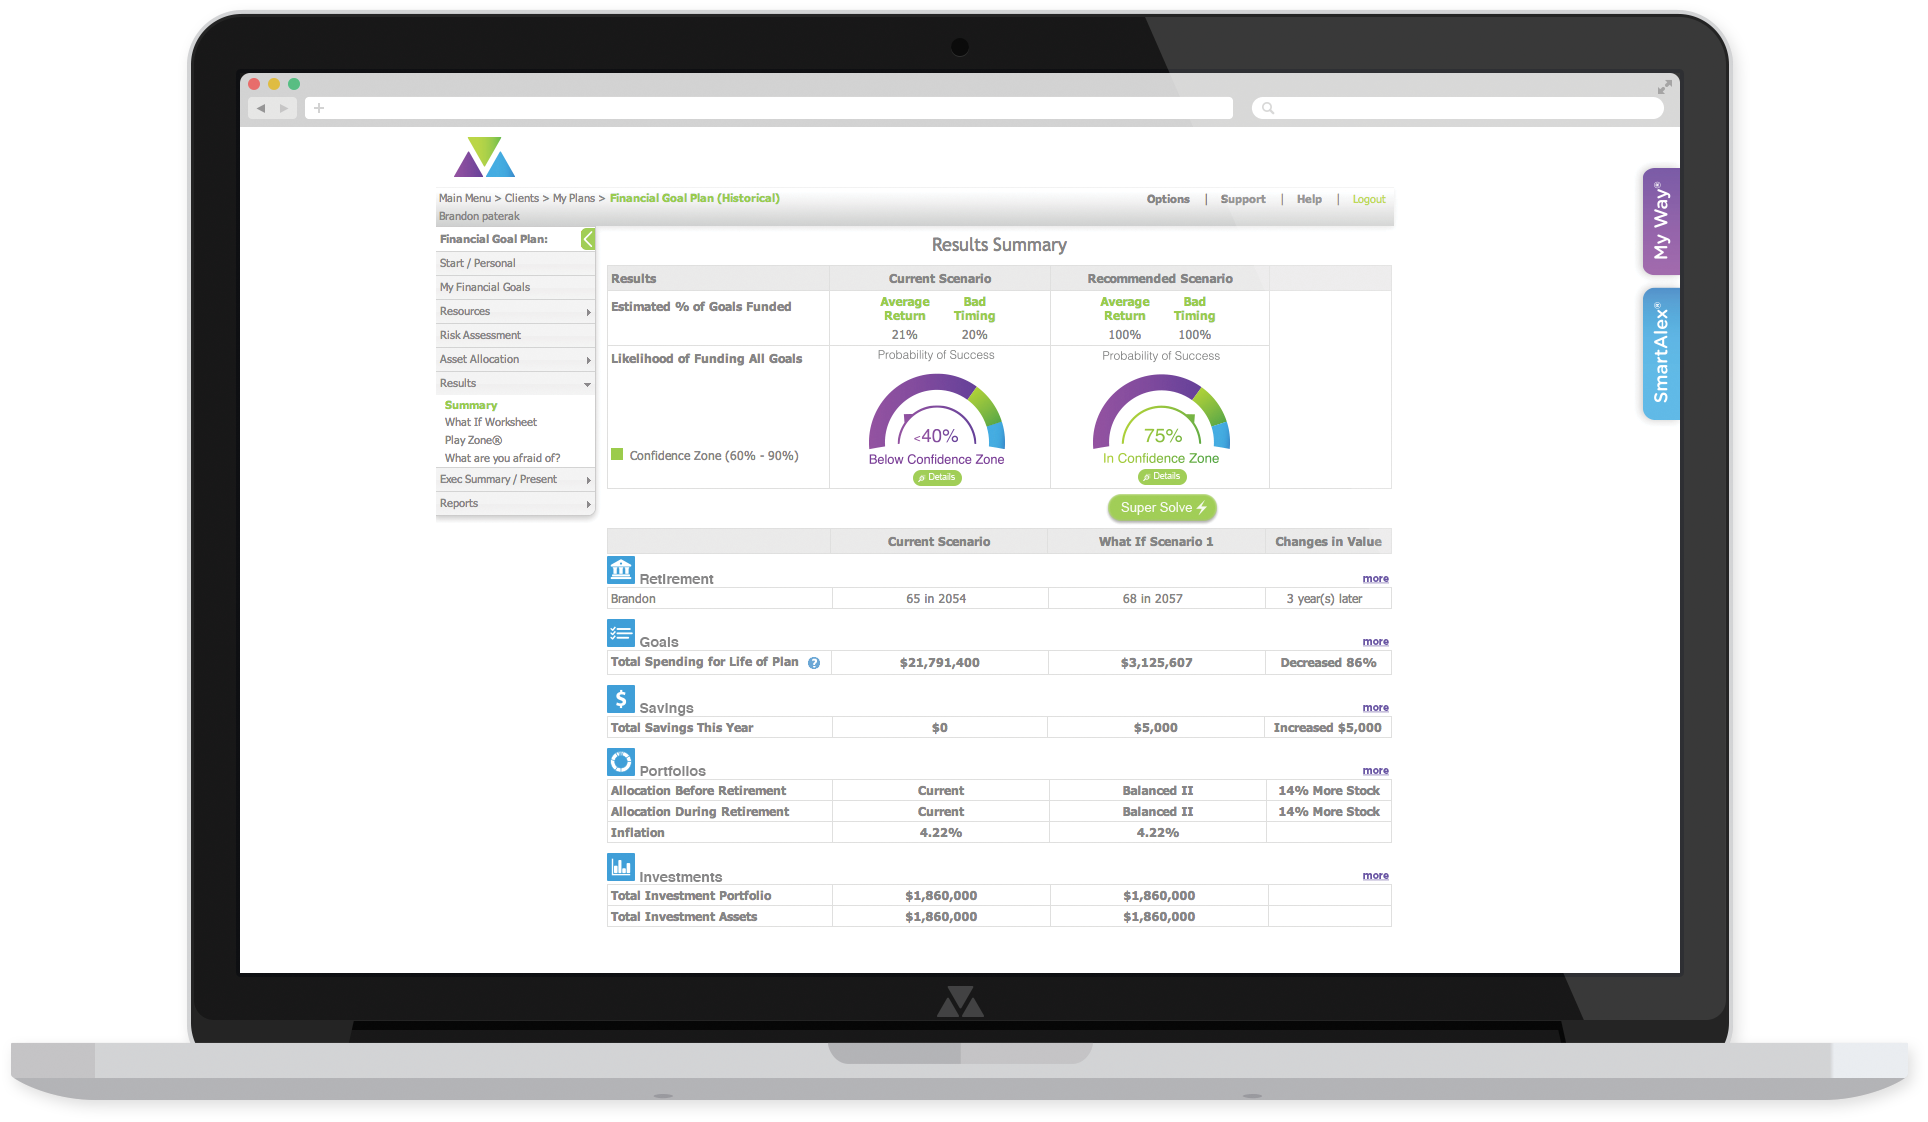 Main Menu > Clients > My Plans > Financial Goal Plan (Historical)
Options | Support | Help | Logout
Brandon paterak
Financial Goal Plan:
Start / Personal
My Financial Goals
Resources
Risk Assessment
Asset Allocation
Results
Summary
What If Worksheet
Play Zone®
What are you afraid of?
Exec Summary / Present
Reports
Results Summary
Results Current Scenario Recommended Scenario
Estimated % of Goals Funded
Average Return Bad Timing Average Return Bad Timing
21% 20% 100% 100%
Likelihood of Funding All Goals
Probability of Success Probability of Success
<40% 75%
Below Confidence Zone In Confidence Zone
Details Details
Confidence Zone (60% - 90%)
Super Solve
Current Scenario What If Scenario 1 Changes in Value
Retirement more
Brandon 65 in 2054 68 in 2057 3 year(s) later
Goals more
Total Spending for Life of Plan ? $21,791,400 $3,125,607 Decreased 86%
$ Savings more
Total Savings This Year $0 $5,000 Increased $5,000
Portfolios more
Allocation Before Retirement Current Balanced II 14% More Stock
Allocation During Retirement Current Balanced II 14% More Stock
Inflation 4.22% 4.22%
Investments more
Total Investment Portfolio $1,860,000 $1,860,000
Total Investment Assets $1,860,000 $1,860,000
My Way®
SmartAlex®